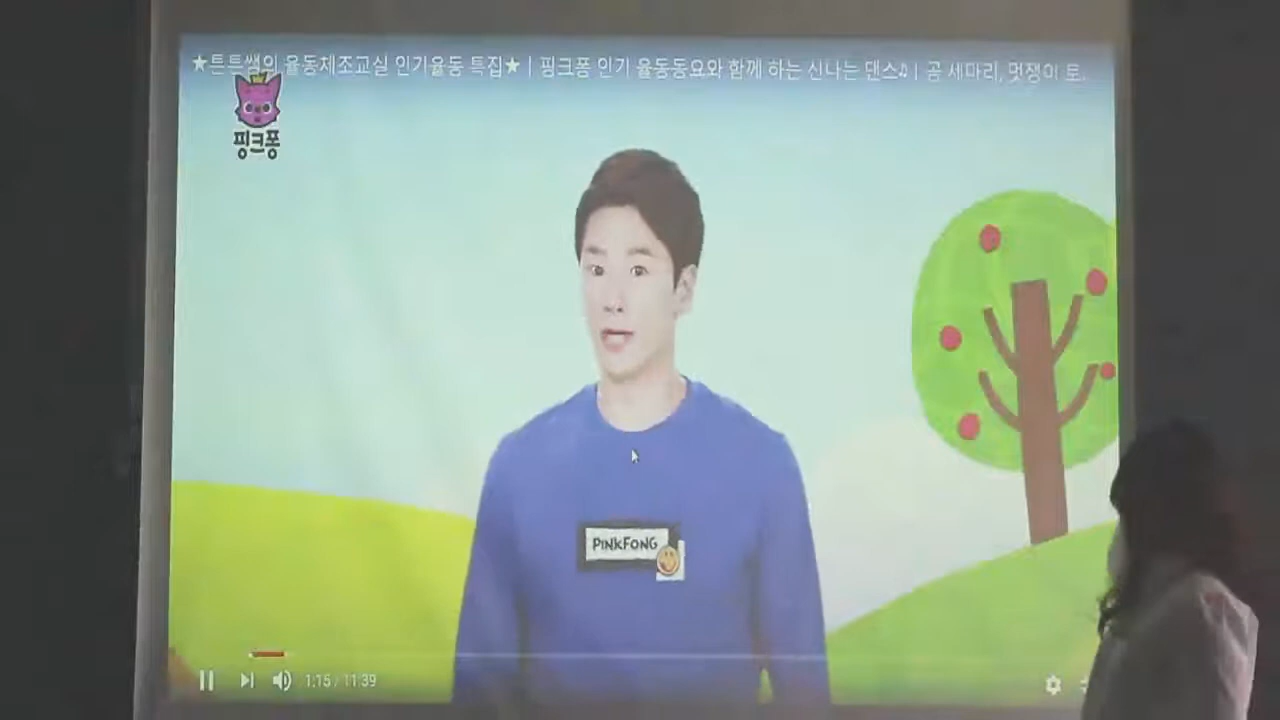 ★튼튼쌤의 율동체조교실 인기율동 특집★ | 핑크퐁 인기 율동동요와 함께 하는 신나는 댄스♫ | 곰 세마리, 멋쟁이 토.
핑크퐁
PINKFONG
1:15 / 11:39